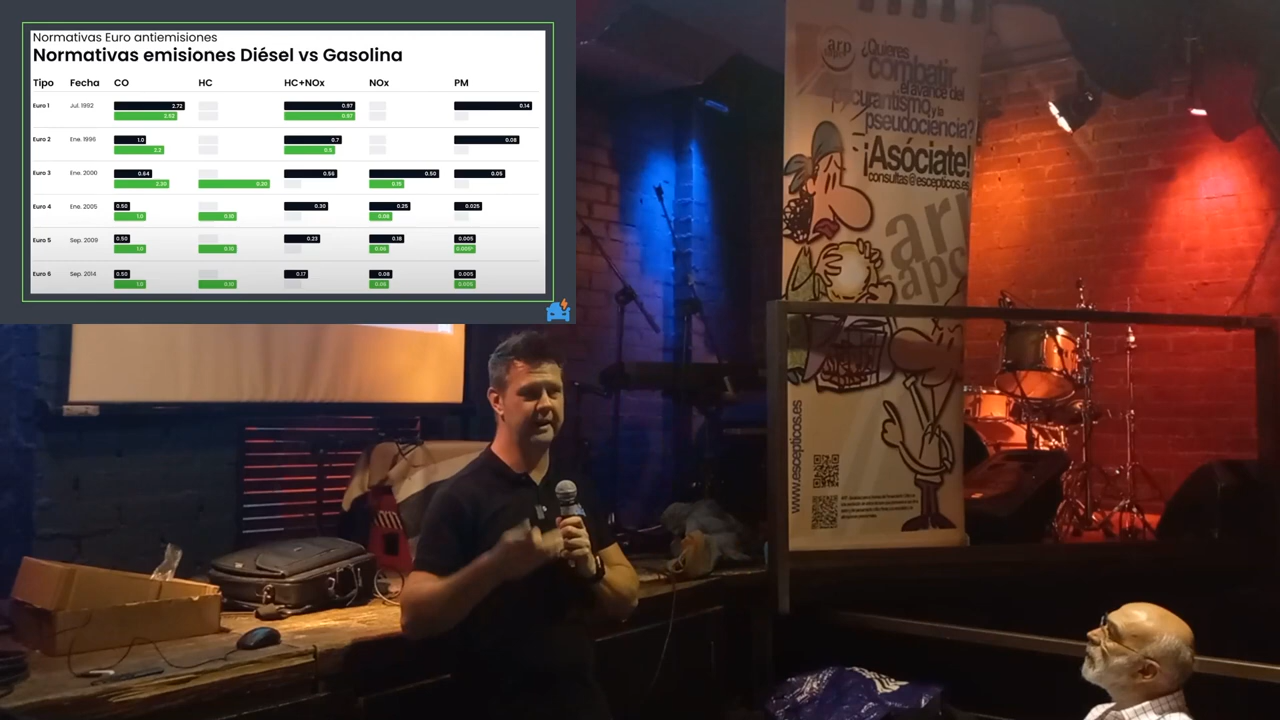 Normativas Euro antiemisiones
Normativas emisiones Diésel vs Gasolina
Tipo Fecha CO HC HC+NOx NOx PM
Euro 1 Jul. 1992 2.72 0.97 0.14
0.97
Euro 2 Ene. 1996 1.0 0.7 0.08
2.2 0.5
Euro 3 Ene. 2000 0.64 0.56 0.50 0.05
2.20 0.20 0.15
Euro 4 Ene. 2005 0.50 0.30 0.25 0.025
1.0 0.10 0.08
Euro 5 Sep. 2009 0.50 0.23 0.18 0.005
1.0 0.10 0.06 0.005*
Euro 6 Sep. 2014 0.50 0.17 0.08 0.005
1.0 0.10 0.06 0.005
arp
¿Quieres
combatir
el avance del
y la
pseudociencia?
¡Asóciate!
consultas@escepticos.es
arp
sapc
www.escepticos.es